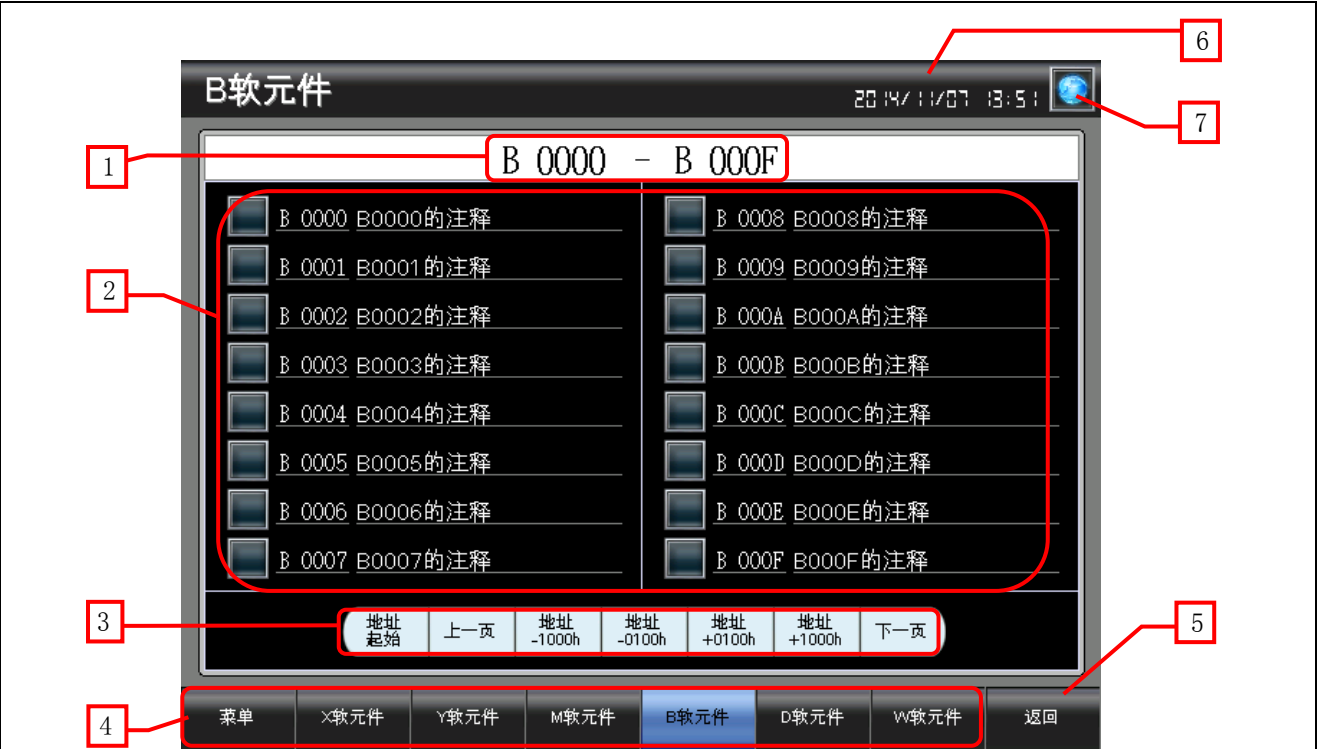 6
B软元件
2014/11/07 13:51
7
1
B 0000 - B 000F
B 0000 B0000的注释
B 0001 B0001的注释
B 0002 B0002的注释
B 0003 B0003的注释
B 0004 B0004的注释
B 0005 B0005的注释
B 0006 B0006的注释
B 0007 B0007的注释
B 0008 B0008的注释
B 0009 B0009的注释
B 000A B000A的注释
B 000B B000B的注释
B 000C B000C的注释
B 000D B000D的注释
B 000E B000E的注释
B 000F B000F的注释
2
3
地址
起始
上一页
地址
-1000h
地址
-0100h
地址
+0100h
地址
+1000h
下一页
5
4
菜单
X软元件
Y软元件
M软元件
B软元件
D软元件
W软元件
返回